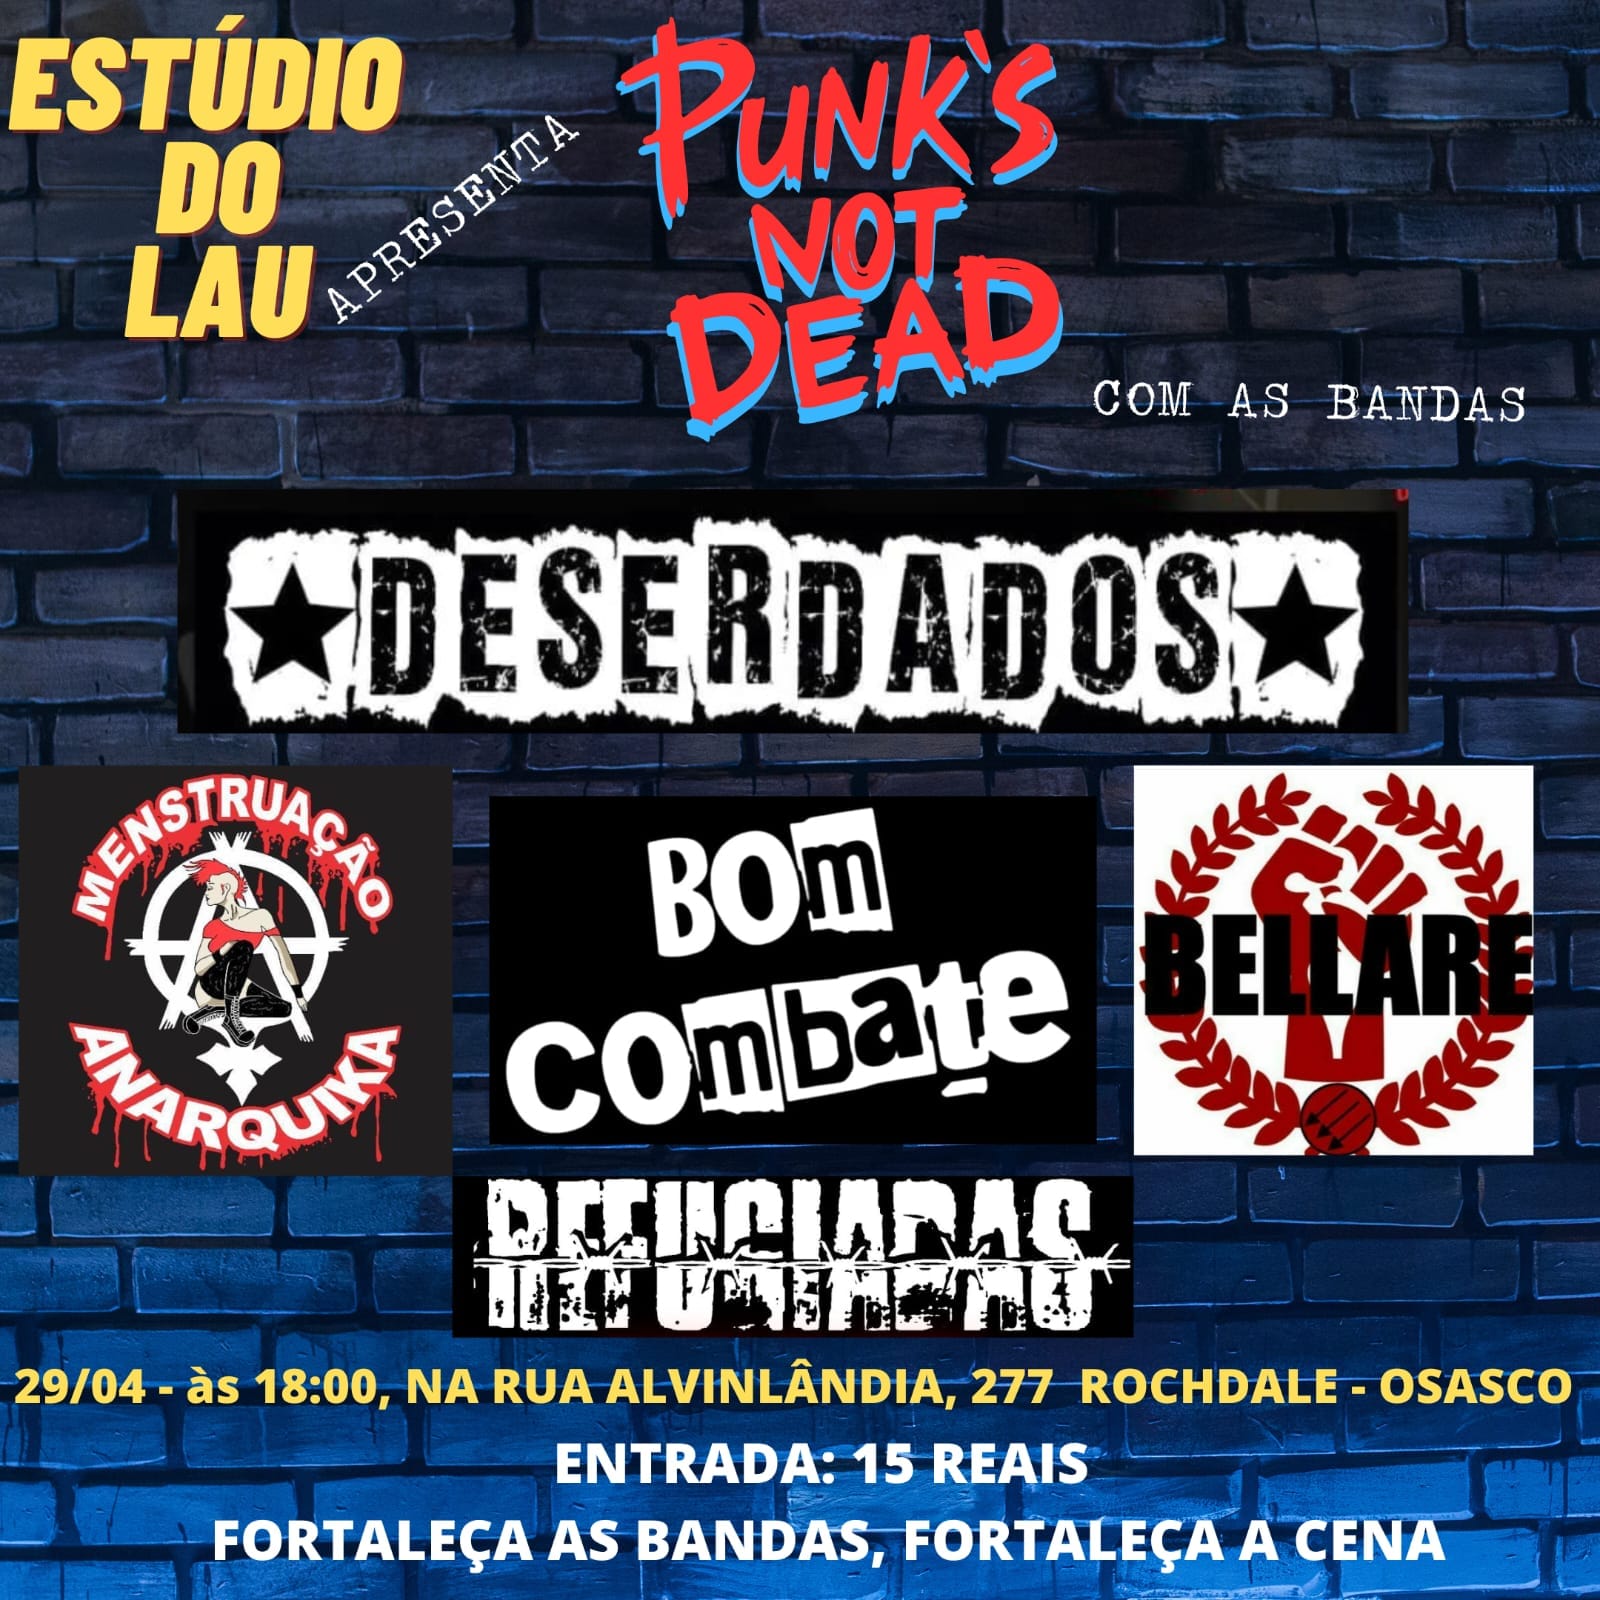 ESTÚDIO
DO
LAU
APRESENTA
PUNK'S
NOT
DEAD
COM AS BANDAS
DESERDADOS
MENSTRUAÇÃO
ANARQUIKA
BOM
COMBATE
BELLARE
REFUGIADAS
29/04 - às 18:00, NA RUA ALVINLÂNDIA, 277 ROCHDALE - OSASCO
ENTRADA: 15 REAIS
FORTALEÇA AS BANDAS, FORTALEÇA A CENA